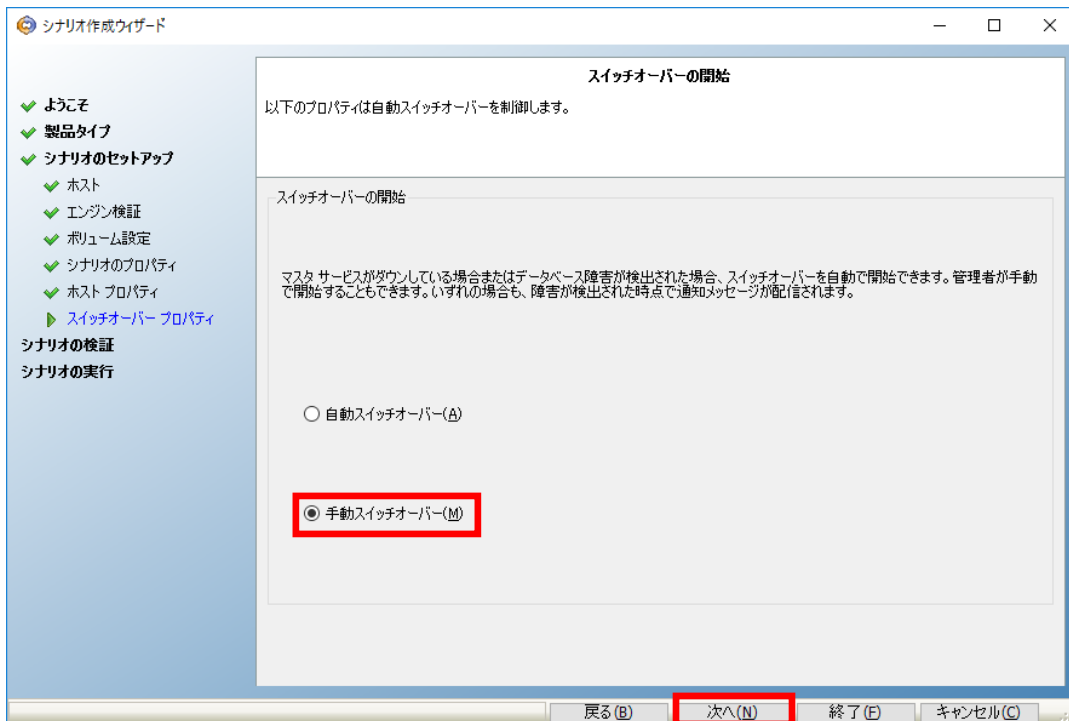 シナリオ作成ウィザード
ようこそ
製品タイプ
シナリオのセットアップ
ホスト
エンジン検証
ボリューム設定
シナリオのプロパティ
ホスト プロパティ
スイッチオーバー プロパティ
シナリオの検証
シナリオの実行
スイッチオーバーの開始
以下のプロパティは自動スイッチオーバーを制御します。
スイッチオーバーの開始
マスタ サービスがダウンしている場合またはデータベース障害が検出された場合、スイッチオーバーを自動で開始できます。管理者が手動
で開始することもできます。いずれの場合も、障害が検出された時点で通知メッセージが配信されます。
自動スイッチオーバー(A)
手動スイッチオーバー(M)
戻る(B) 次へ(N) 終了(F) キャンセル(C)